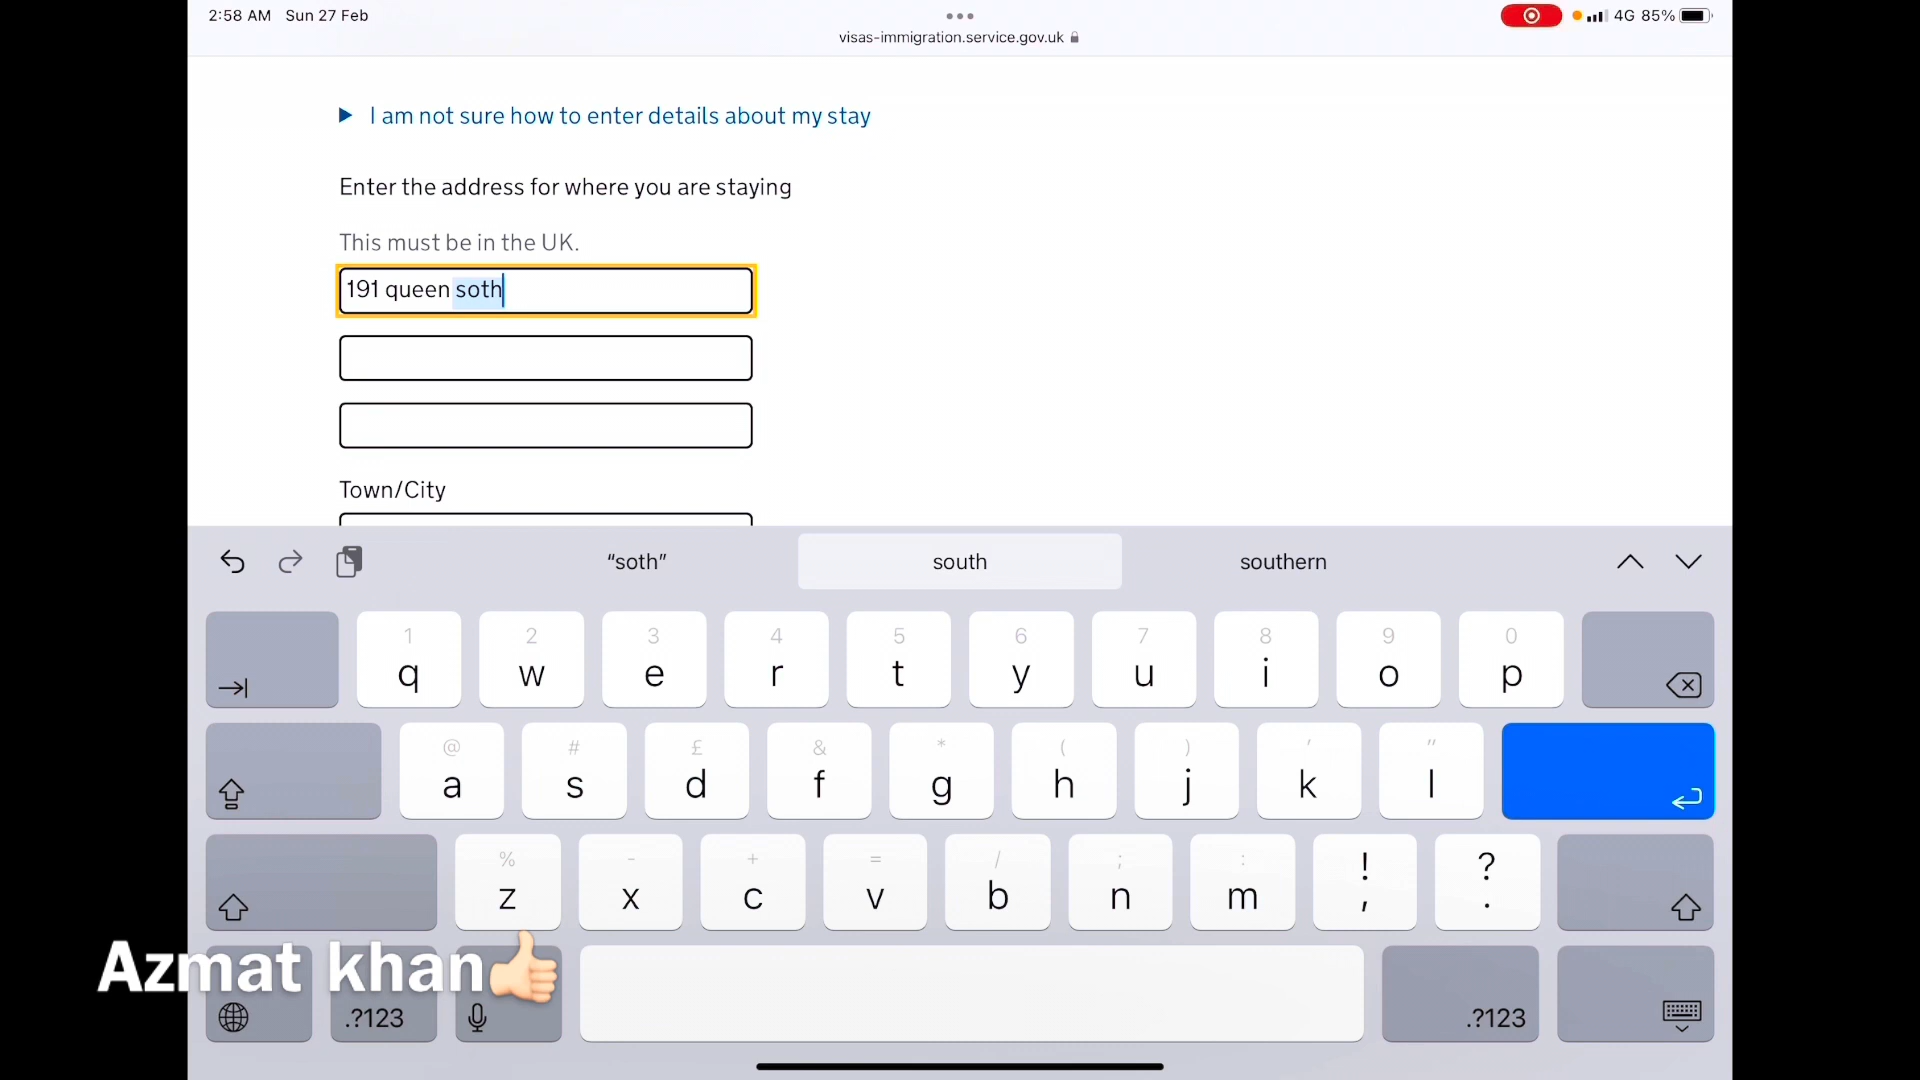 2:58 AM Sun 27 Feb
4G 85%
visas-immigration.service.gov.uk
I am not sure how to enter details about my stay
Enter the address for where you are staying
This must be in the UK.
191 queen soth
Town/City
“soth” south southern
1 2 3 4 5 6 7 8 9 0
q w e r t y u i o p
@ # £ & * ( ) ' "
a s d f g h j k l
% - + = / ; : ! ?
z x c v b n m , .
Azmat khan👍🏻
.?123 .?123